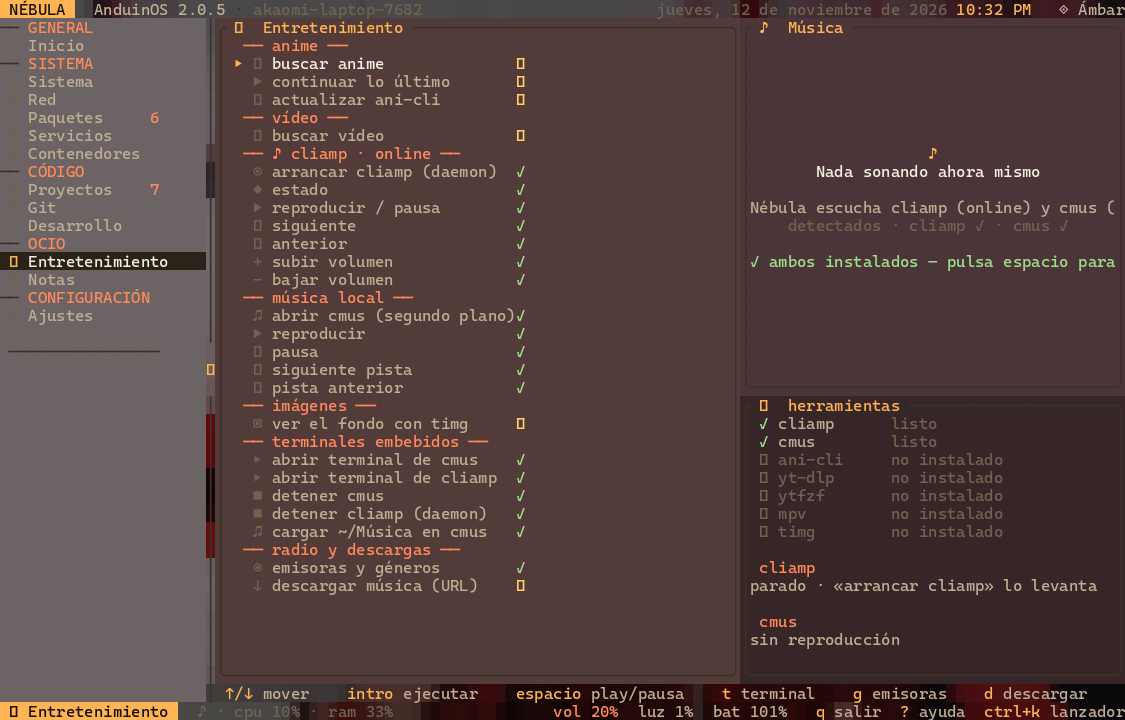 NÉBULA AnduinOS 2.0.5 · akaomi-laptop-7682 jueves, 12 de noviembre de 2026 10:32 PM ◈ Ámbar
GENERAL
Inicio
SISTEMA
Sistema
Red
Paquetes 6
Servicios
Contenedores
CÓDIGO
Proyectos 7
Git
Desarrollo
OCIO
Entretenimiento
Notas
CONFIGURACIÓN
Ajustes
Entretenimiento
── anime ──
▸ buscar anime
▶ continuar lo último
actualizar ani-cli
── vídeo ──
buscar vídeo
── ♪ cliamp · online ──
◉ arrancar cliamp (daemon) ✓
◆ estado ✓
▶ reproducir / pausa ✓
siguiente ✓
anterior ✓
+ subir volumen ✓
− bajar volumen ✓
── música local ──
♫ abrir cmus (segundo plano)✓
▶ reproducir ✓
pausa ✓
siguiente pista ✓
pista anterior ✓
── imágenes ──
▣ ver el fondo con timg
── terminales embebidos ──
▸ abrir terminal de cmus ✓
▸ abrir terminal de cliamp ✓
■ detener cmus ✓
■ detener cliamp (daemon) ✓
♫ cargar ~/Música en cmus ✓
── radio y descargas ──
◉ emisoras y géneros ✓
↓ descargar música (URL)
♪ Música
♪
Nada sonando ahora mismo
Nébula escucha cliamp (online) y cmus (
detectados · cliamp ✓ · cmus ✓
✓ ambos instalados — pulsa espacio para
herramientas
✓ cliamp listo
✓ cmus listo
ani-cli no instalado
yt-dlp no instalado
ytfzf no instalado
mpv no instalado
timg no instalado
cliamp
parado · «arrancar cliamp» lo levanta
cmus
sin reproducción
↑/↓ mover intro ejecutar espacio play/pausa t terminal g emisoras d descargar
Entretenimiento ♪ · cpu 10% · ram 33% vol 20% luz 1% bat 101% q salir ? ayuda ctrl+k lanzador